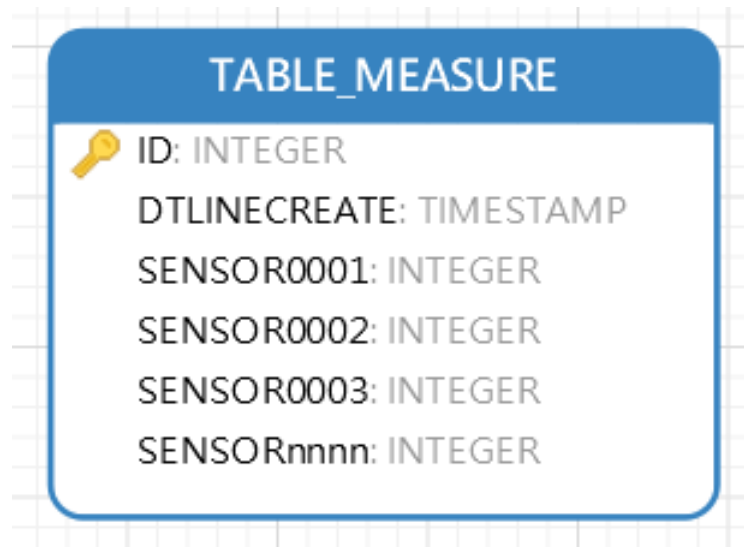 TABLE_MEASURE
ID: INTEGER
DTLINECREATE: TIMESTAMP
SENSOR0001: INTEGER
SENSOR0002: INTEGER
SENSOR0003: INTEGER
SENSORnnnn: INTEGER